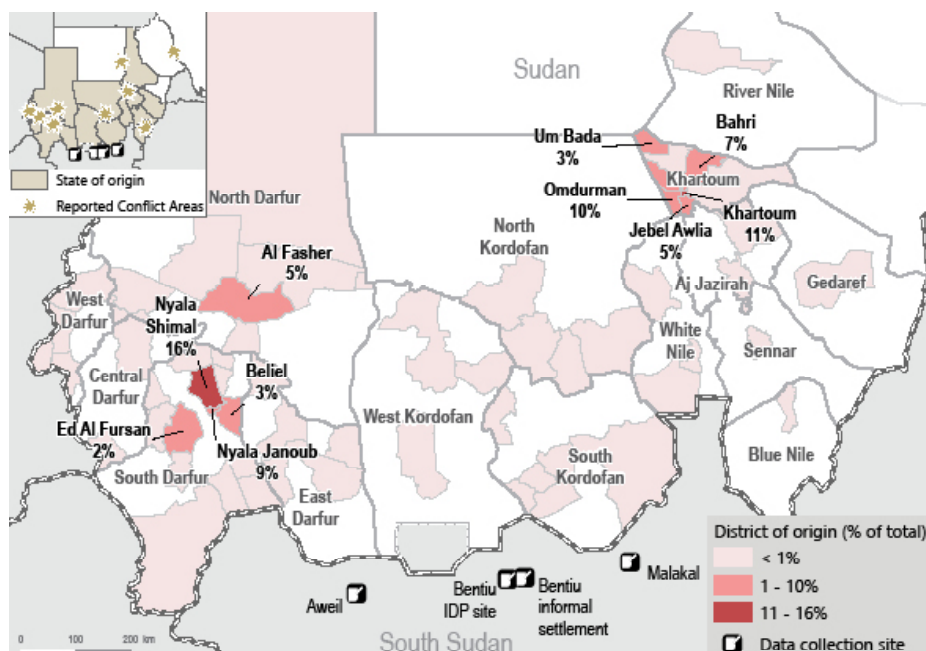 State of origin
Reported Conflict Areas
Sudan
River Nile
Um Bada
3%
Bahri
7%
Khartoum
Omdurman
10%
Khartoum
11%
Jebel Awlia
5%
North Darfur
North
Kordofan
Al Fasher
5%
Aj Jazirah
Gedaref
West
Darfur
Nyala
Shimal
16%
White
Nile
Sennar
Central
Darfur
Beliel
3%
West Kordofan
Ed Al Fursan
2%
Nyala Janoub
9%
South
Kordofan
Blue Nile
South Darfur
East
Darfur
District of origin (% of total)
< 1%
1 - 10%
11 - 16%
Data collection site
Aweil
Bentiu
IDP site
Bentiu
informal
settlement
Malakal
South Sudan
0 100 200 km